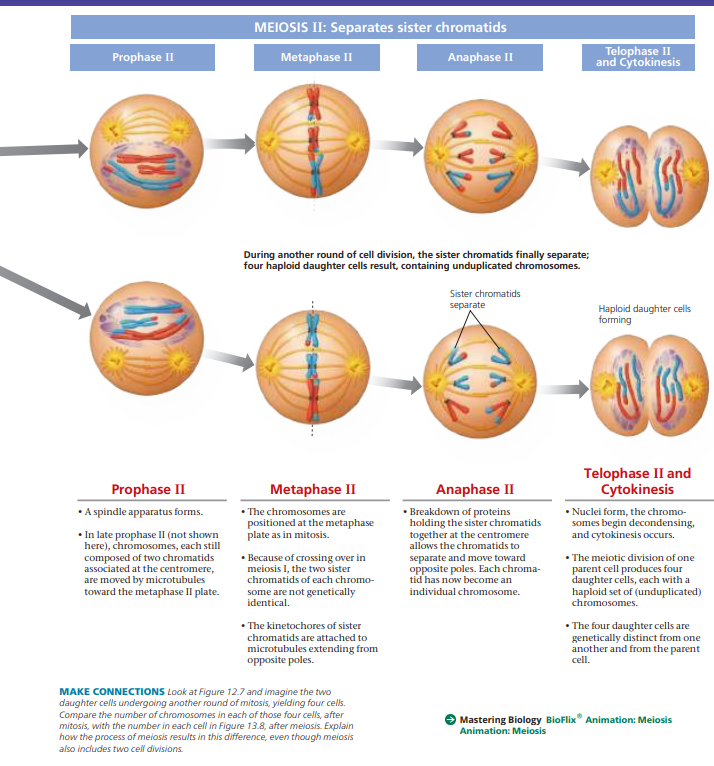 MEIOSIS II: Separates sister chromatids
Prophase II
Metaphase II
Anaphase II
Telophase II
and Cytokinesis
During another round of cell division, the sister chromatids finally separate;
four haploid daughter cells result, containing unduplicated chromosomes.
Sister chromatids
separate
Haploid daughter cells
forming
Prophase II
• A spindle apparatus forms.
• In late prophase II (not shown
here), chromosomes, each still
composed of two chromatids
associated at the centromere,
are moved by microtubules
toward the metaphase II plate.
Metaphase II
• The chromosomes are
positioned at the metaphase
plate as in mitosis.
• Because of crossing over in
meiosis I, the two sister
chromatids of each chromo-
some are not genetically
identical.
• The kinetochores of sister
chromatids are attached to
microtubules extending from
opposite poles.
Anaphase II
• Breakdown of proteins
holding the sister chromatids
together at the centromere
allows the chromatids to
separate and move toward
opposite poles. Each chroma-
tid has now become an
individual chromosome.
Telophase II and
Cytokinesis
• Nuclei form, the chromo-
somes begin decondensing,
and cytokinesis occurs.
• The meiotic division of one
parent cell produces four
daughter cells, each with a
haploid set of (unduplicated)
chromosomes.
• The four daughter cells are
genetically distinct from one
another and from the parent
cell.
MAKE CONNECTIONS Look at Figure 12.7 and imagine the two
daughter cells undergoing another round of mitosis, yielding four cells.
Compare the number of chromosomes in each of those four cells, after
mitosis, with the number in each cell in Figure 13.8, after meiosis. Explain
how the process of meiosis results in this difference, even though meiosis
also includes two cell divisions.
Mastering Biology BioFlix® Animation: Meiosis
Animation: Meiosis